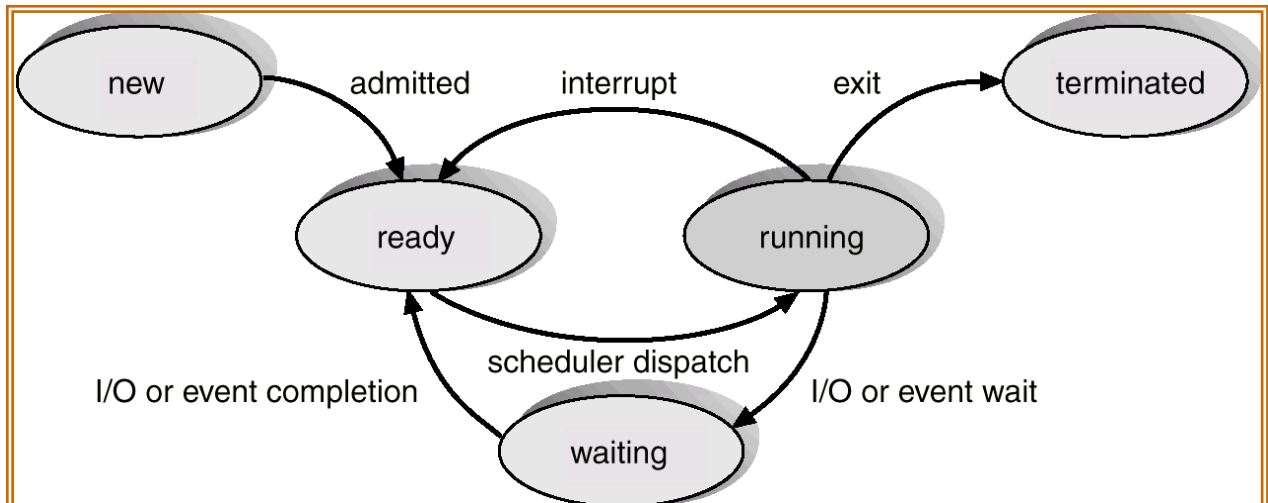 new
admitted
interrupt
exit
terminated
ready
running
scheduler dispatch
I/O or event completion
I/O or event wait
waiting